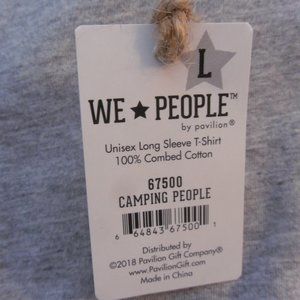 L
WE ★ PEOPLE™
by pavilion®
Unisex Long Sleeve T-Shirt
100% Combed Cotton
67500
CAMPING PEOPLE
6 64843 67500 1
Distributed by
©2018 Pavilion Gift Company®
www.PavilionGift.com
Made in China